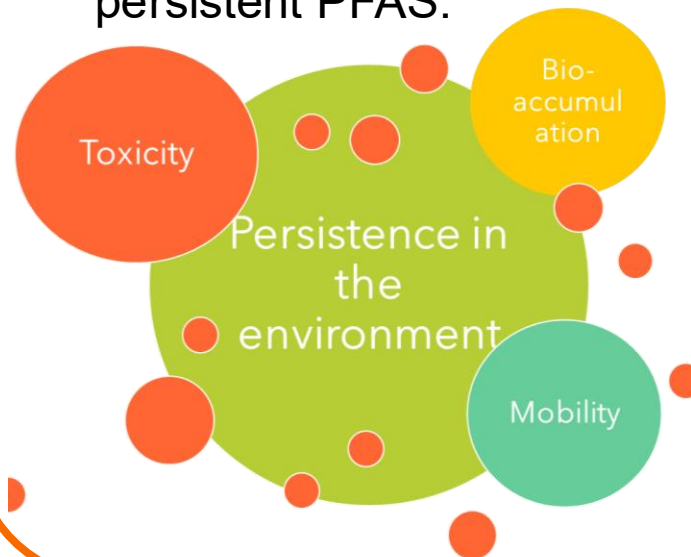 persistent PFAS.
Bio-
accumul
ation
Toxicity
Persistence in
the
environment
Mobility